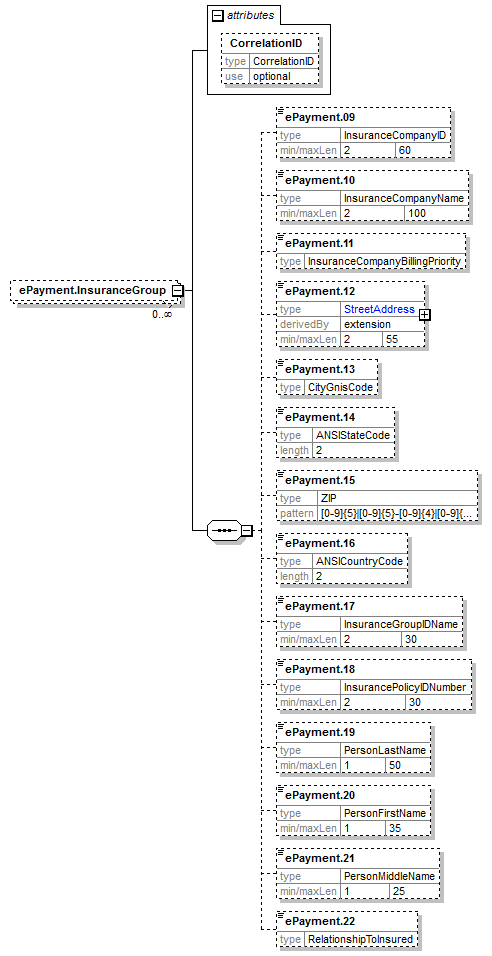 attributes
CorrelationID
type CorrelationID
use optional
ePayment.InsuranceGroup
0..∞
ePayment.09
type InsuranceCompanyID
min/maxLen 2 60
ePayment.10
type InsuranceCompanyName
min/maxLen 2 100
ePayment.11
type InsuranceCompanyBillingPriority
ePayment.12
type StreetAddress
derivedBy extension
min/maxLen 2 55
ePayment.13
type CityGnisCode
ePayment.14
type ANSIStateCode
length 2
ePayment.15
type ZIP
pattern [0-9]{5}|[0-9]{5}-[0-9]{4}|[0-9]{...
ePayment.16
type ANSICountryCode
length 2
ePayment.17
type InsuranceGroupIDName
min/maxLen 2 30
ePayment.18
type InsurancePolicyIDNumber
min/maxLen 2 30
ePayment.19
type PersonLastName
min/maxLen 1 50
ePayment.20
type PersonFirstName
min/maxLen 1 35
ePayment.21
type PersonMiddleName
min/maxLen 1 25
ePayment.22
type RelationshipToInsured